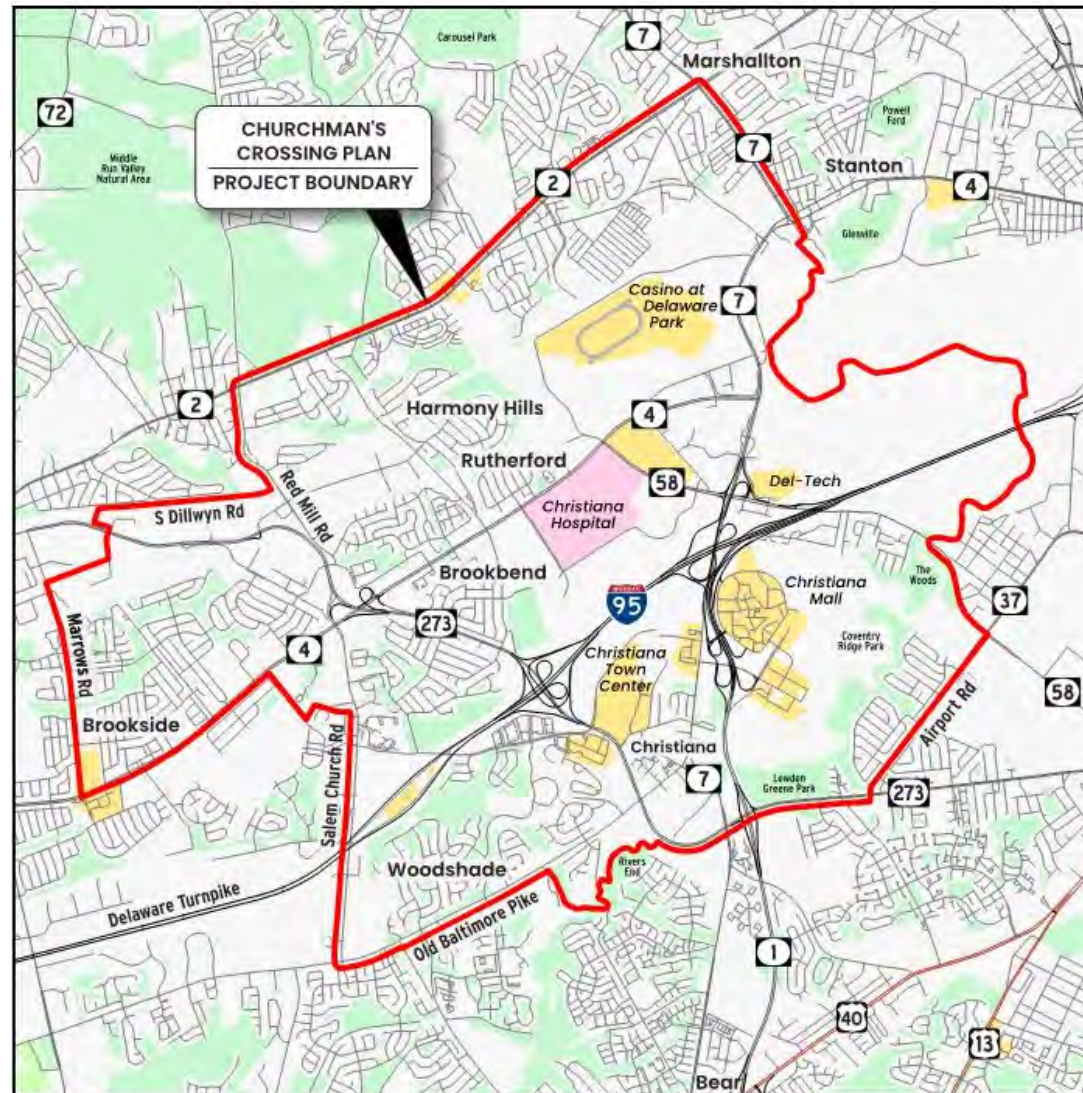 Carousel Park
7
Marshallton
72
CHURCHMAN'S
CROSSING PLAN
PROJECT BOUNDARY
Powell
Ford
Middle
Run Valley
Natural Area
7
Stanton
2
4
Glenville
Casino at
Delaware
Park
7
2
Harmony Hills
4
Rutherford
Red Mill Rd
58
Del-Tech
S Dillwyn Rd
Christiana
Hospital
The
Woods
Brookbend
Christiana
Mall
95
37
273
4
Marrows Rd
Coventry
Ridge Park
Christiana
Town
Center
58
Brookside
Airport Rd
Salem Church Rd
Christiana
7
Lewden
Greene Park
273
Woodshade
Rivers
End
Delaware Turnpike
Old Baltimore Pike
1
40
13
Bear